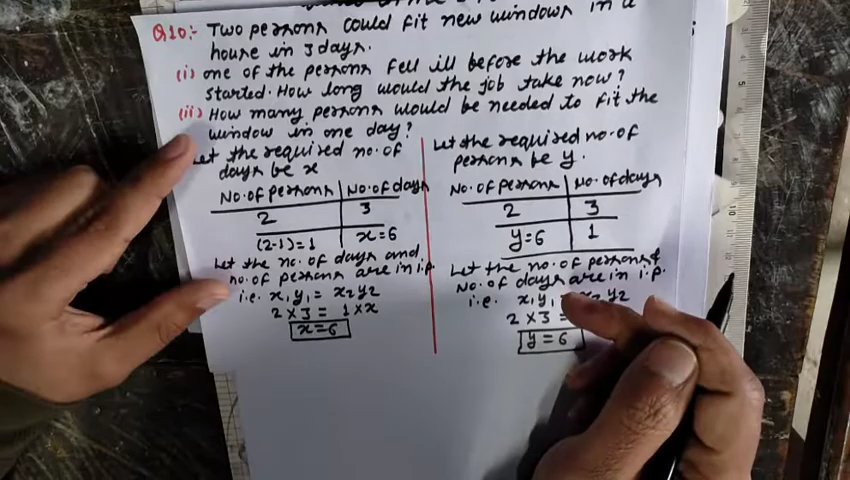 Q10:- Two persons could fit new windows in a
house in 3 days.
(i) one of the persons fell ill before the work
started. How long would the job take now?
(ii) How many persons would be needed to fit the
window in one day?
Let the required no. of
days be x
No. of persons No. of days
2 3
(2-1)=1 x=6
Let the no. of days and
no. of persons are in i.p.
i.e. x₁y₁ = x₂y₂
2 × 3 = 1 × x
x=6
Let the required no. of
persons be y.
No. of persons No. of days
2 3
y=6 1
Let the no. of persons &
No. of days are in i.p.
i.e. x₁y₁ y₂
2 × 3 =
y = 6